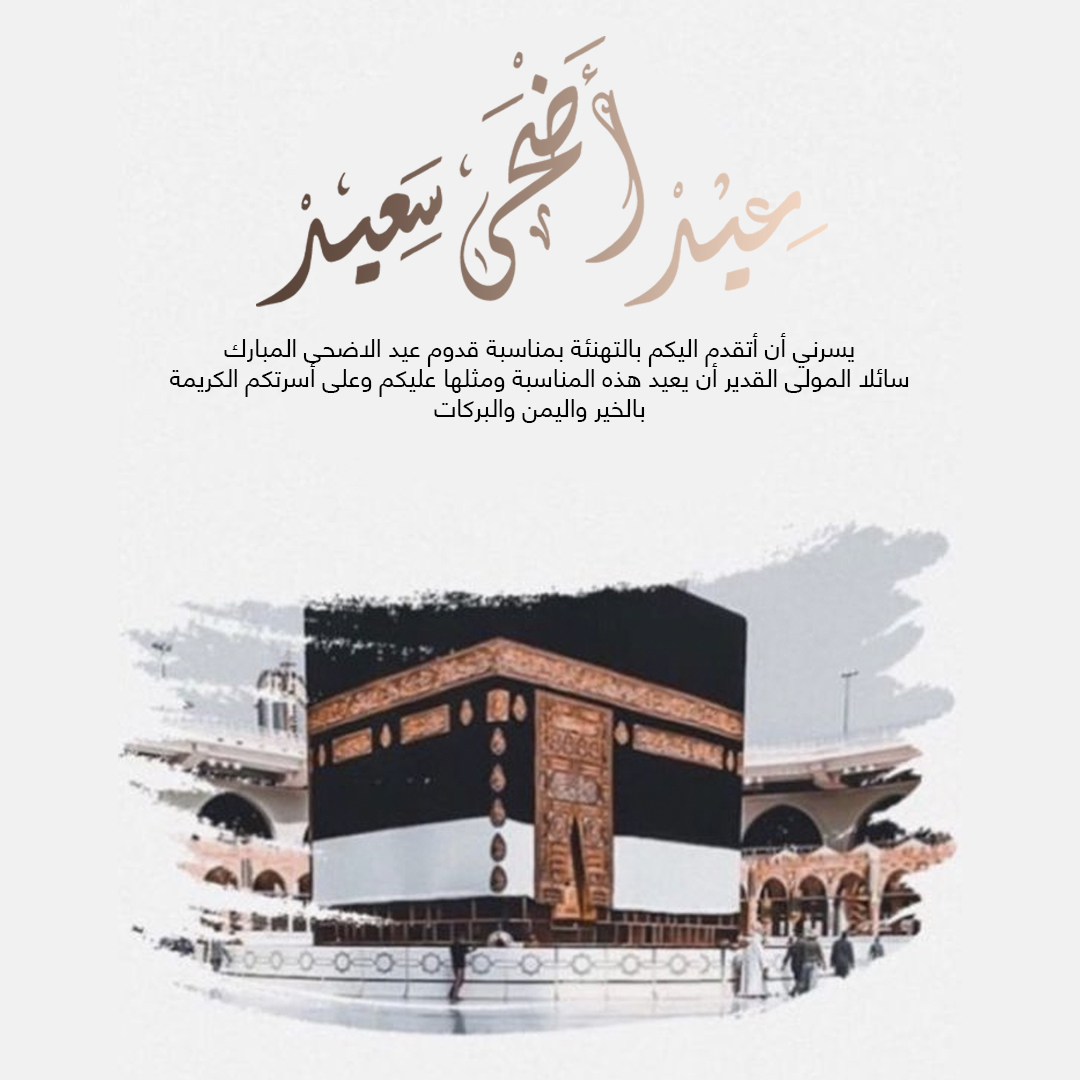 عيد أضحى سعيد
يسرني أن أتقدم اليكم بالتهنئة بمناسبة قدوم عيد الاضحى المبارك
سائلا المولى القدير أن يعيد هذه المناسبة ومثلها عليكم وعلى أسرتكم الكريمة
بالخير واليمن والبركات